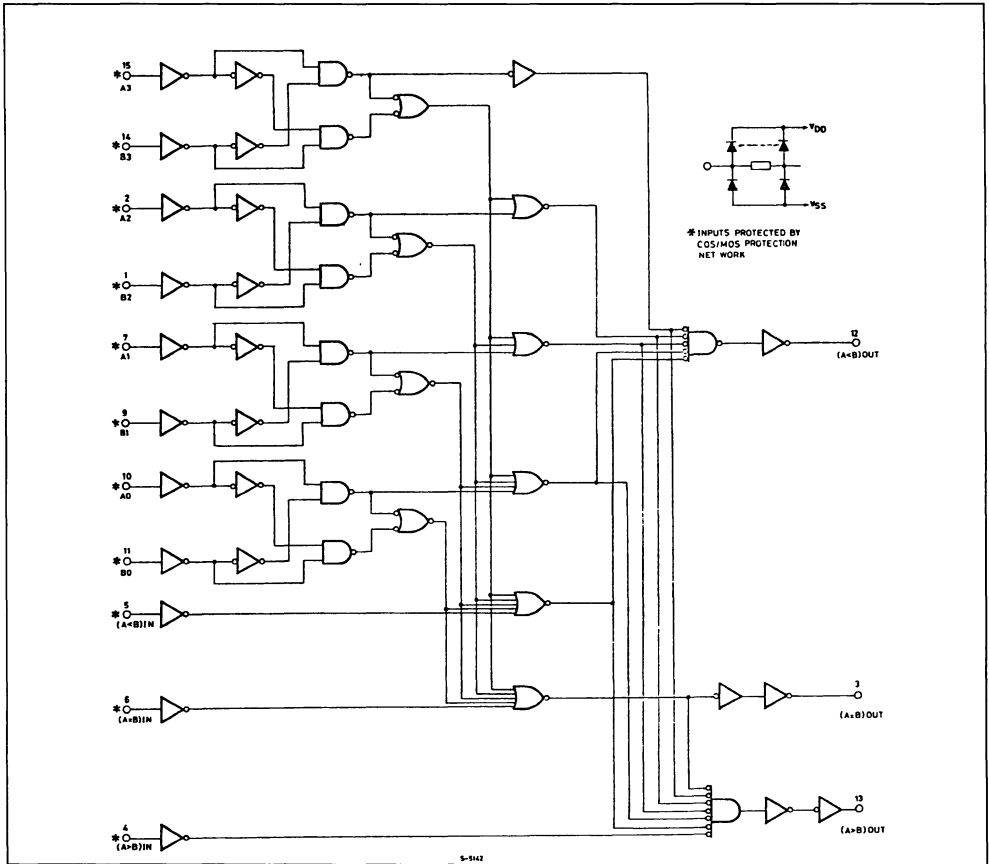 15
*
A3
14
*
B3
2
*
A2
1
*
B2
7
*
A1
9
*
B1
10
*
A0
11
*
B0
5
*
(A<B)IN
6
*
(A=B)IN
4
*
(A>B)IN
VDD
VSS
* INPUTS PROTECTED BY
COS/MOS PROTECTION
NET WORK
12
(A<B)OUT
3
(A=B)OUT
13
(A>B)OUT
S-5142